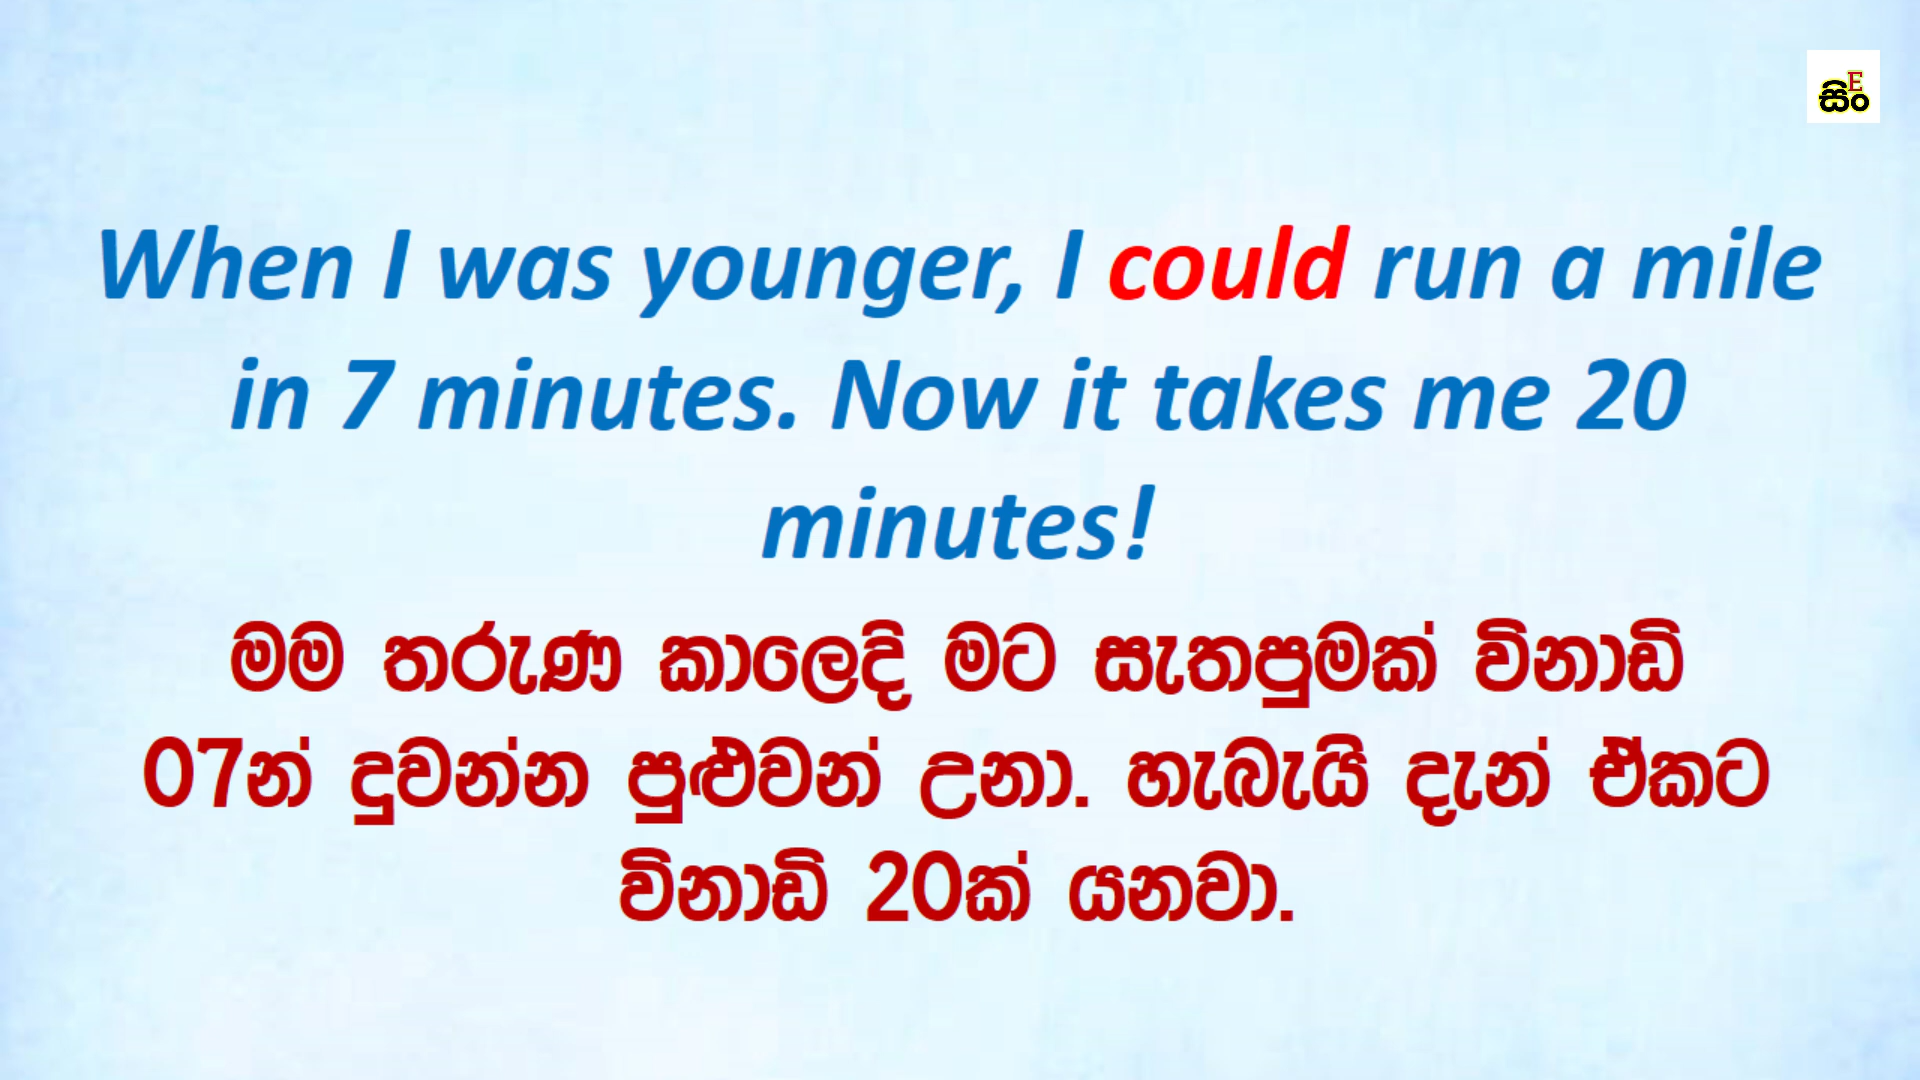 සිං
E
When I was younger, I could run a mile
in 7 minutes. Now it takes me 20
minutes!
මම තරුණ කාලෙදි මට සැතපුමක් විනාඩි
07න් දුවන්න පුළුවන් උනා. හැබැයි දැන් ඒකට
විනාඩි 20ක් යනවා.